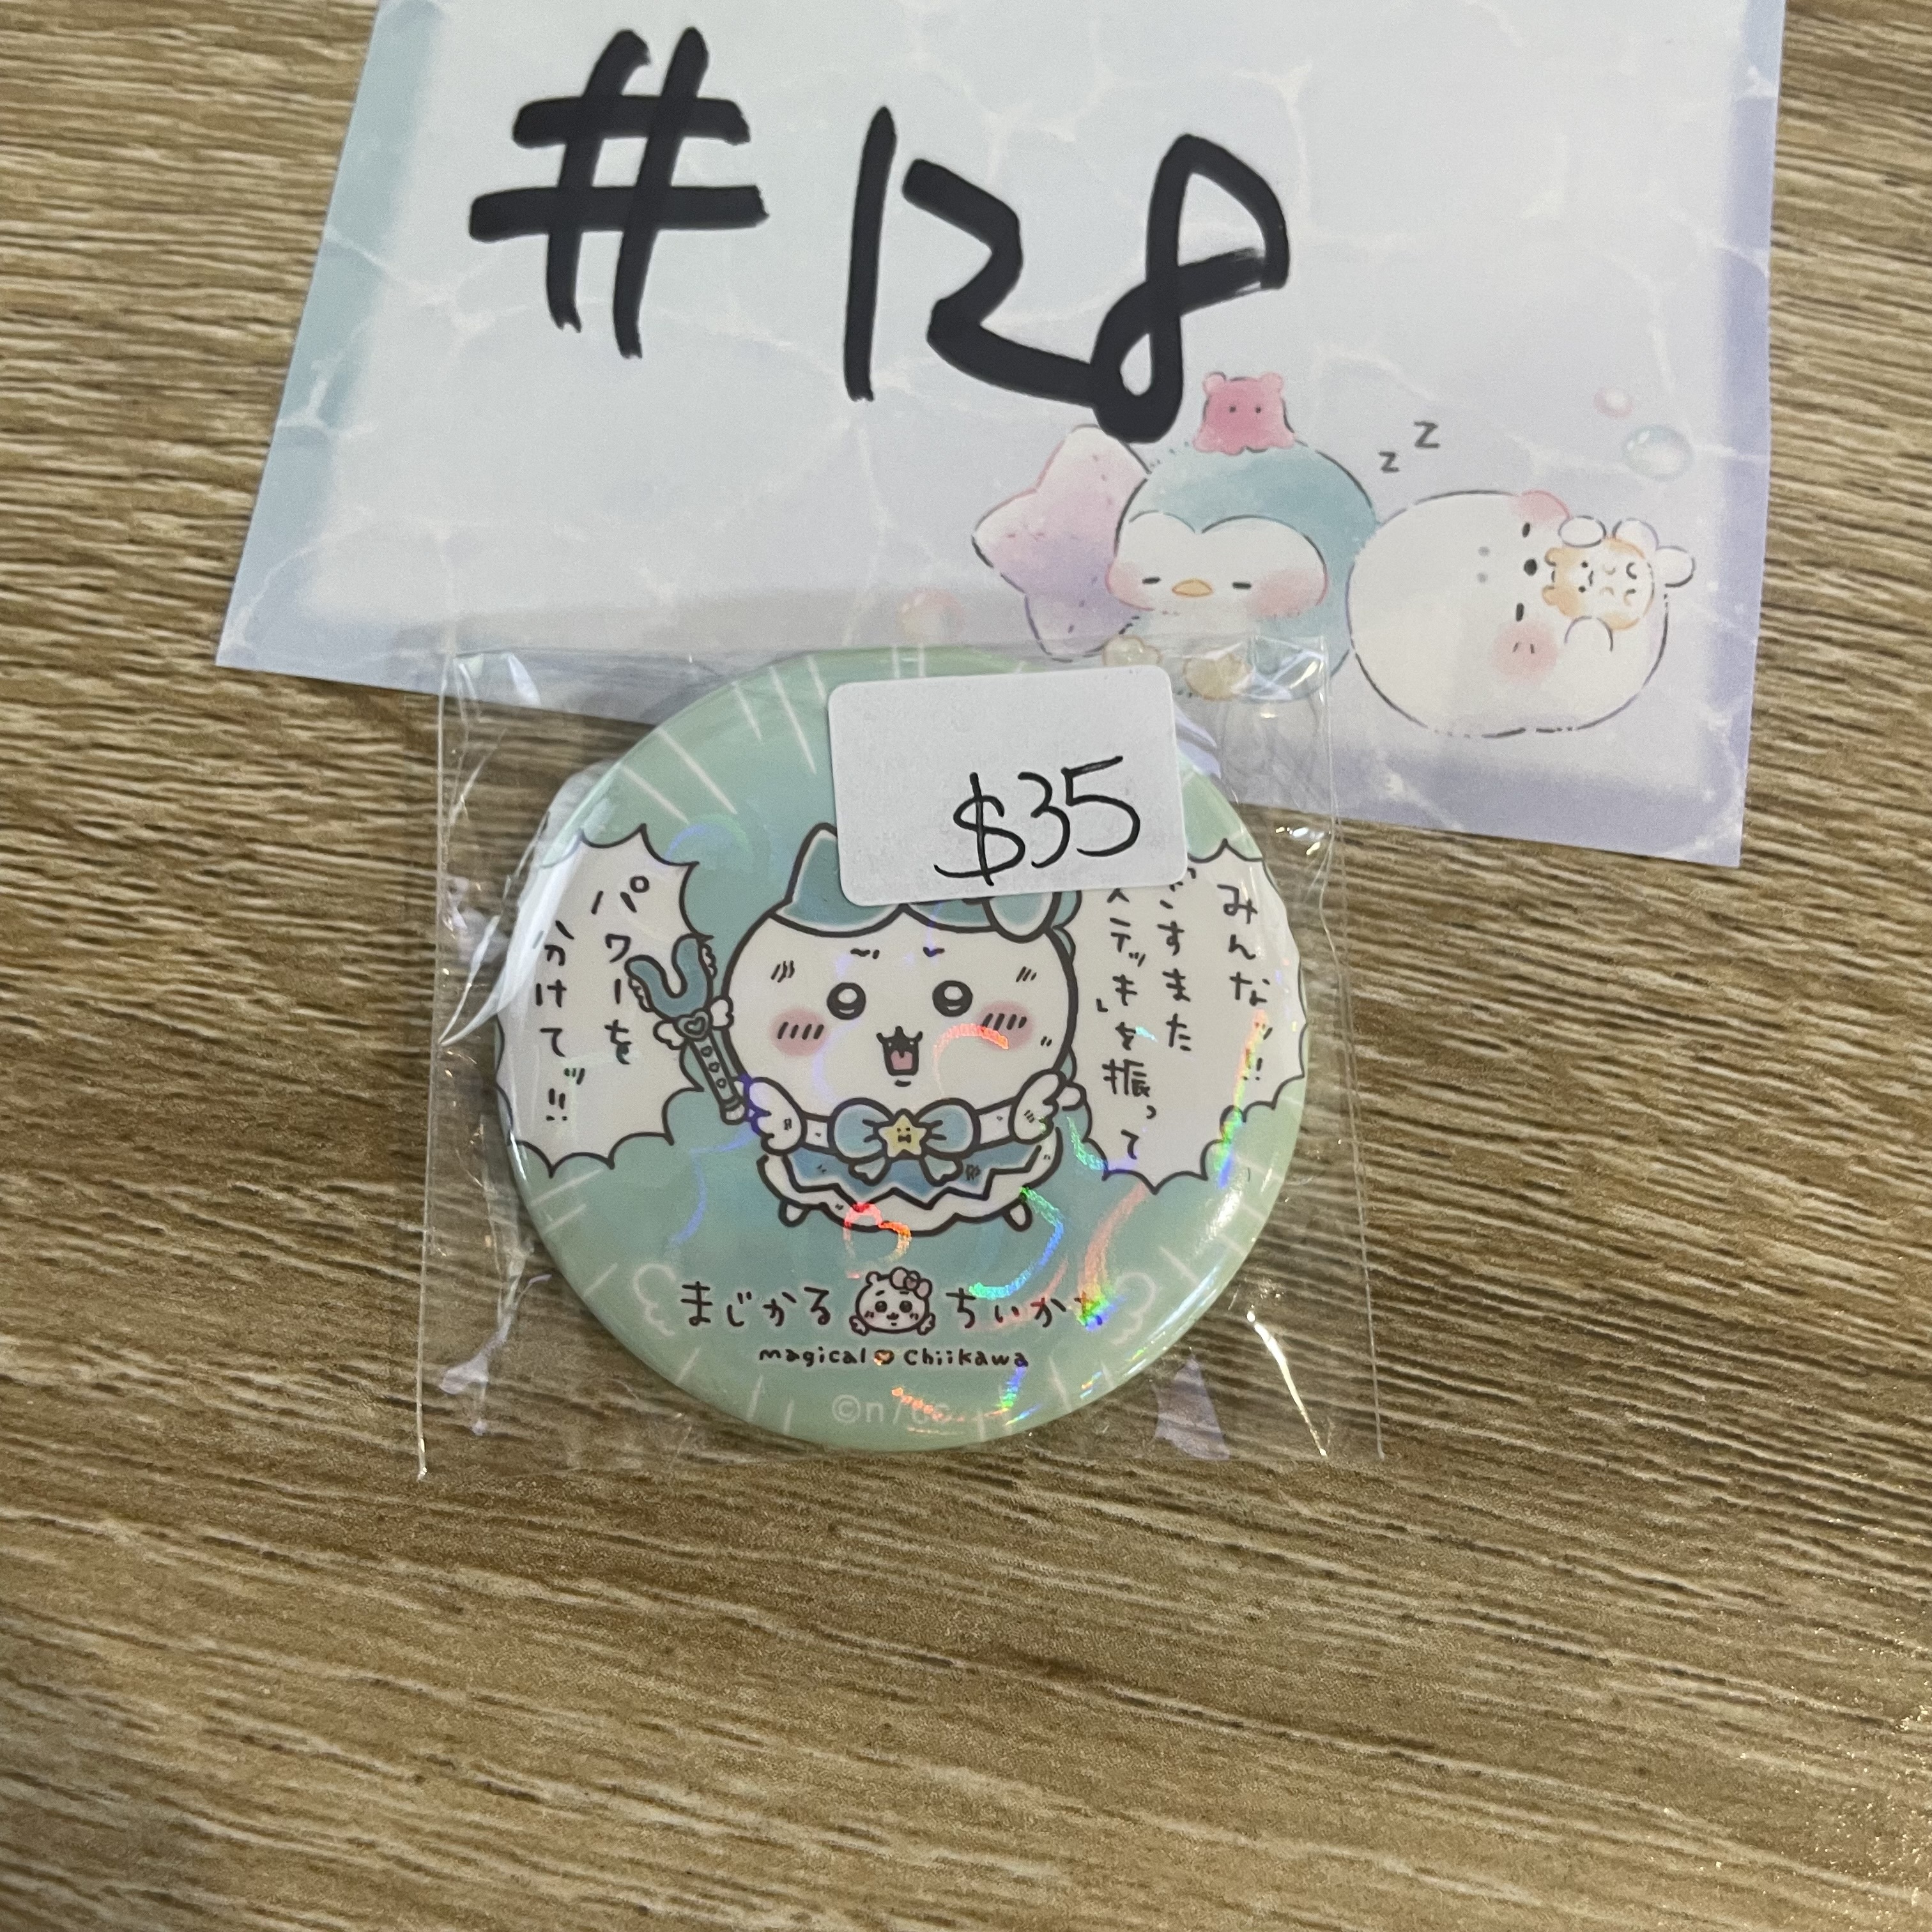 #128
z
z
$35
みんなッ!!
さすまた
ステッキ」を振って
パワーを
わけてッ!!
まじかる ちいかわ
magical Chiikawa
©n